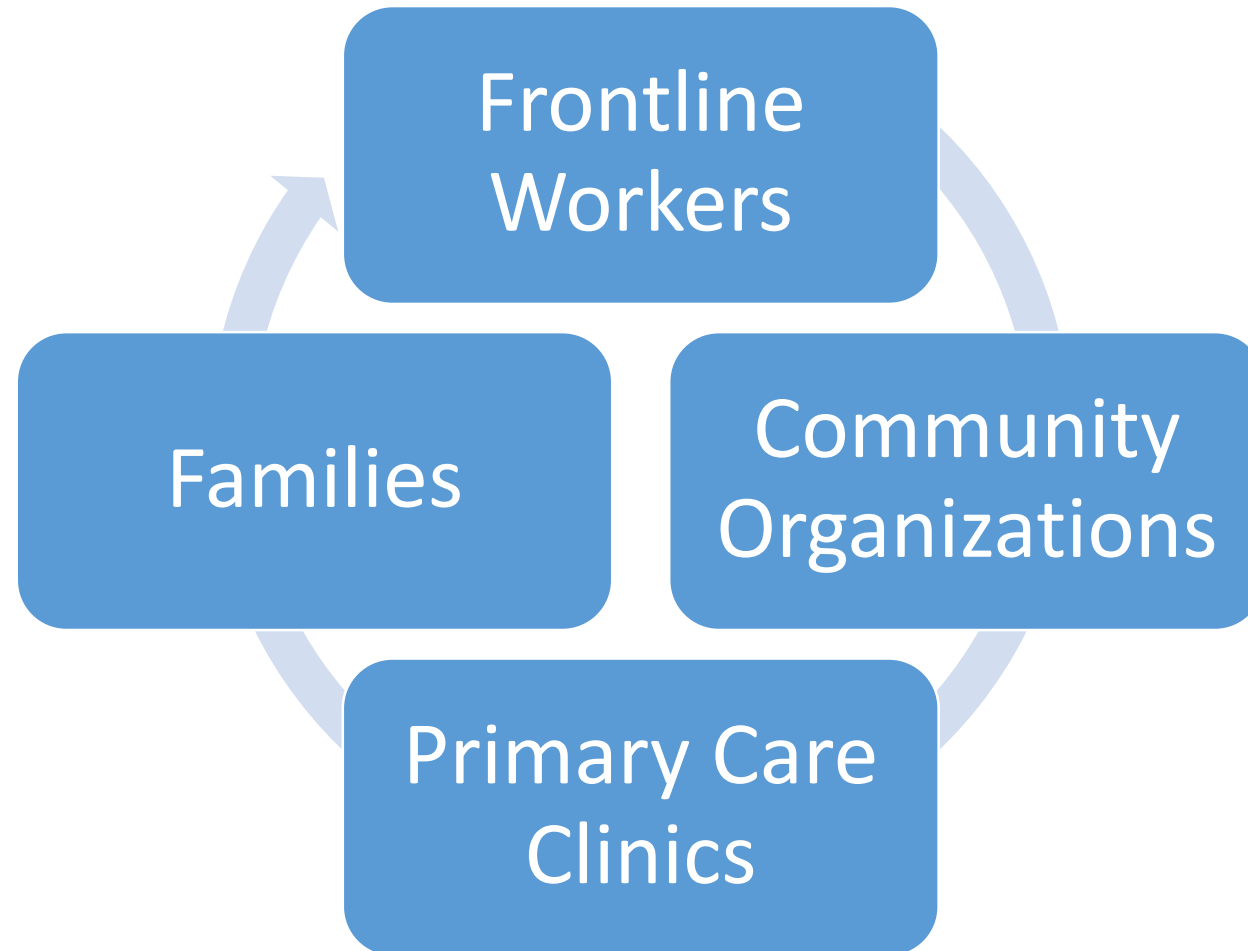 Frontline
Workers
Community
Organizations
Primary Care
Clinics
Families